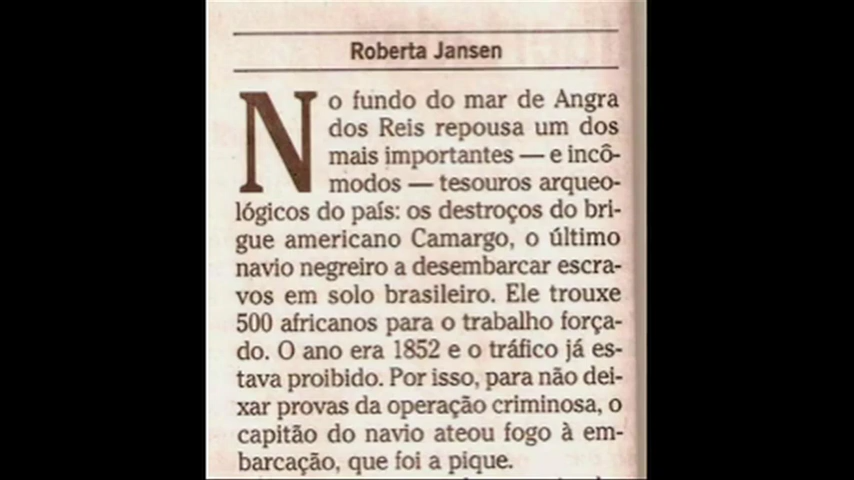 Roberta Jansen
No fundo do mar de Angra
dos Reis repousa um dos
mais importantes — e incô-
modos — tesouros arqueo-
lógicos do país: os destroços do bri-
gue americano Camargo, o último
navio negreiro a desembarcar escra-
vos em solo brasileiro. Ele trouxe
500 africanos para o trabalho força-
do. O ano era 1852 e o tráfico já es-
tava proibido. Por isso, para não dei-
xar provas da operação criminosa, o
capitão do navio ateou fogo à em-
barcação, que foi a pique.